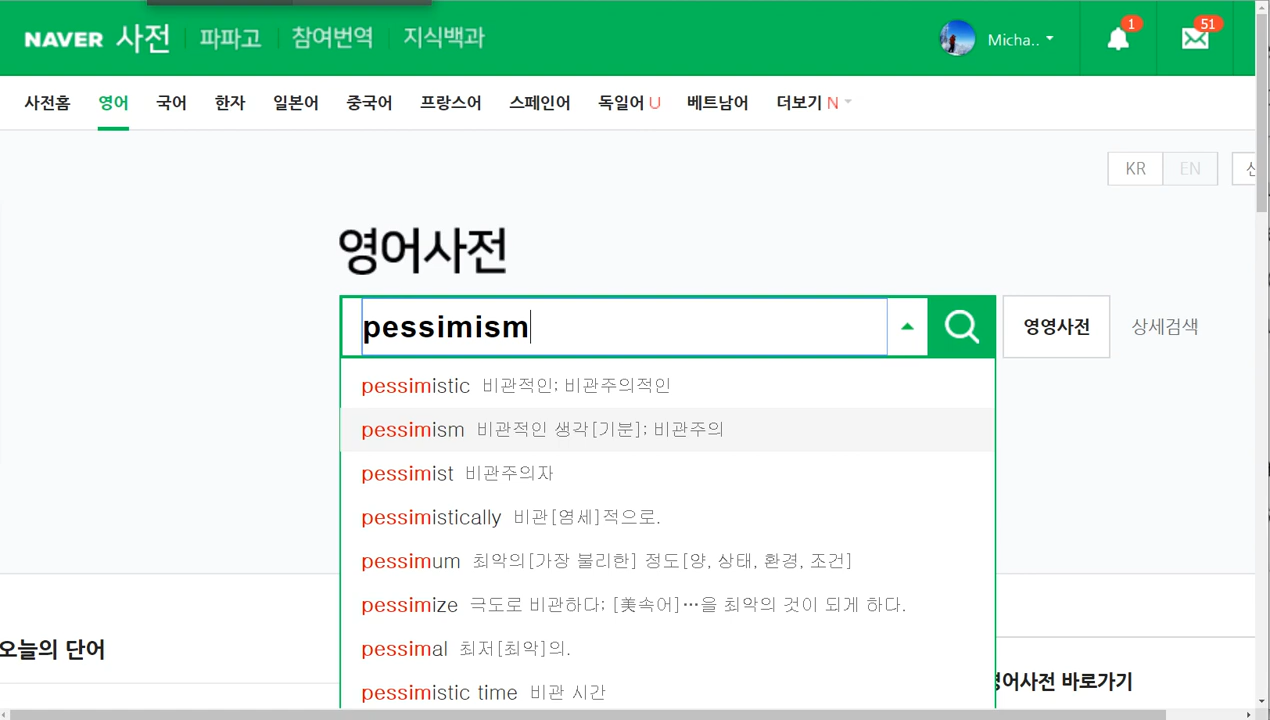 NAVER 사전 파파고 참여번역 지식백과 Micha.. 1 51
사전홈 영어 국어 한자 일본어 중국어 프랑스어 스페인어 독일어 U 베트남어 더보기 N
KR EN
영어사전
pessimism 영영사전 상세검색
pessimistic 비관적인; 비관주의적인
pessimism 비관적인 생각[기분]; 비관주의
pessimist 비관주의자
pessimistically 비관[염세]적으로.
pessimum 최악의[가장 불리한] 정도[양, 상태, 환경, 조건]
pessimize 극도로 비관하다; [美속어]…을 최악의 것이 되게 하다.
pessimal 최저[최악]의.
pessimistic time 비관 시간
오늘의 단어
영어사전 바로가기